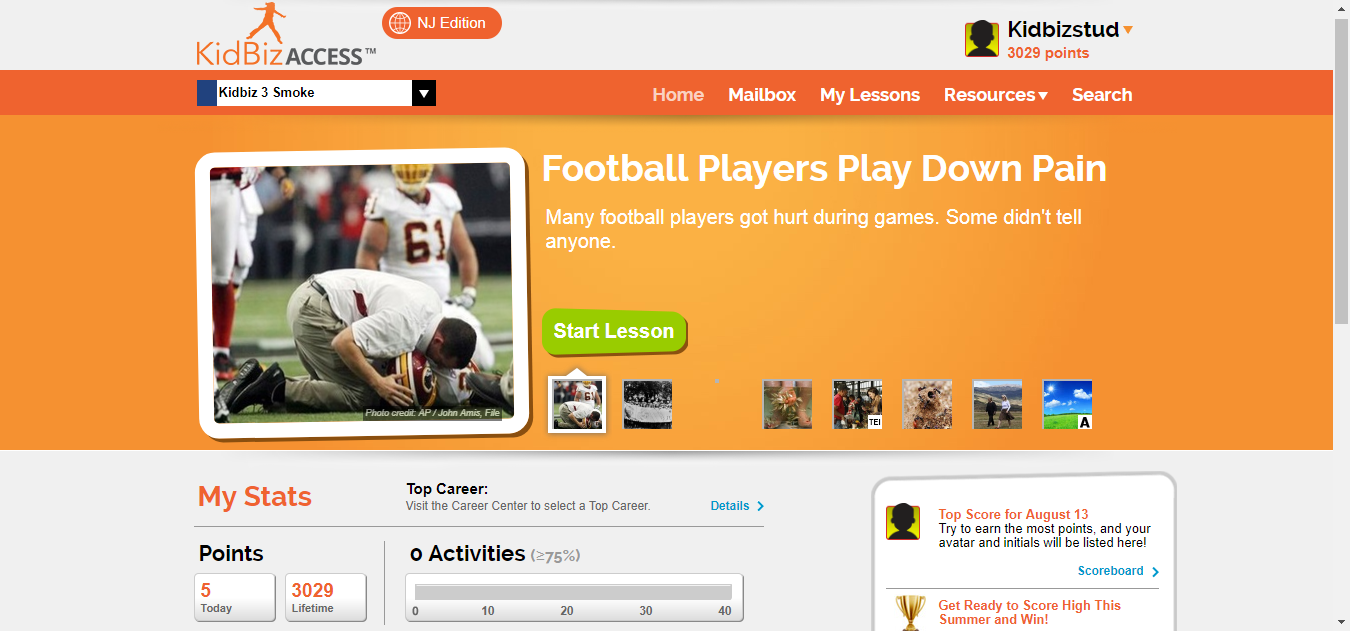 KidBizACCESS™
NJ Edition
Kidbizstud
3029 points
Kidbiz 3 Smoke
Home Mailbox My Lessons Resources Search
Football Players Play Down Pain
Many football players got hurt during games. Some didn't tell
anyone.
61
Start Lesson
Photo credit: AP / John Amis, File
61
TEI
A
My Stats
Top Career:
Visit the Career Center to select a Top Career.
Details
Points
5
Today
3029
Lifetime
0 Activities (≥75%)
0 10 20 30 40
Top Score for August 13
Try to earn the most points, and your
avatar and initials will be listed here!
Scoreboard
Get Ready to Score High This
Summer and Win!